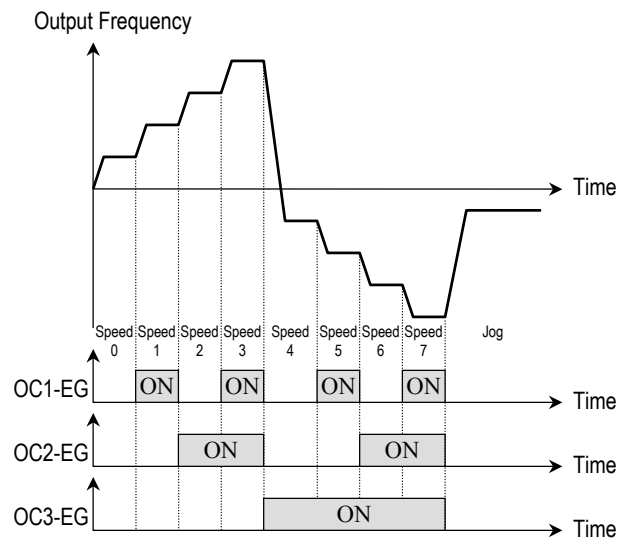 Output Frequency
Time
Speed 0
Speed 1
Speed 2
Speed 3
Speed 4
Speed 5
Speed 6
Speed 7
Jog
OC1-EG
ON
ON
ON
ON
Time
OC2-EG
ON
ON
Time
OC3-EG
ON
Time